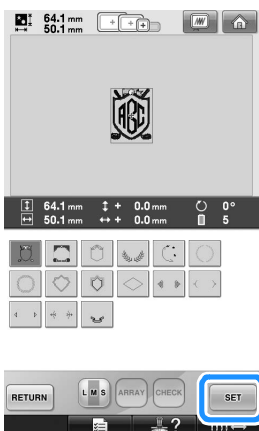 64.1 mm
50.1 mm
ABC
64.1 mm + 0.0 mm 0°
50.1 mm + 0.0 mm 5
RETURN L M S ARRAY CHECK SET
?